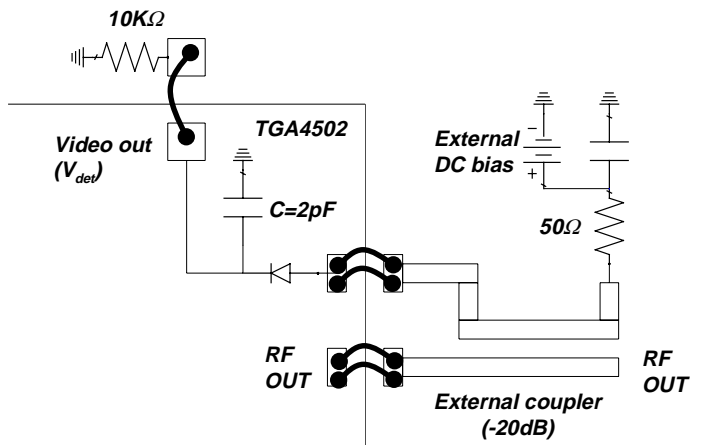 10KΩ
TGA4502
Video out
(Vdet)
C=2pF
External
DC bias
−
+
50Ω
RF
OUT
RF
OUT
External coupler
(-20dB)